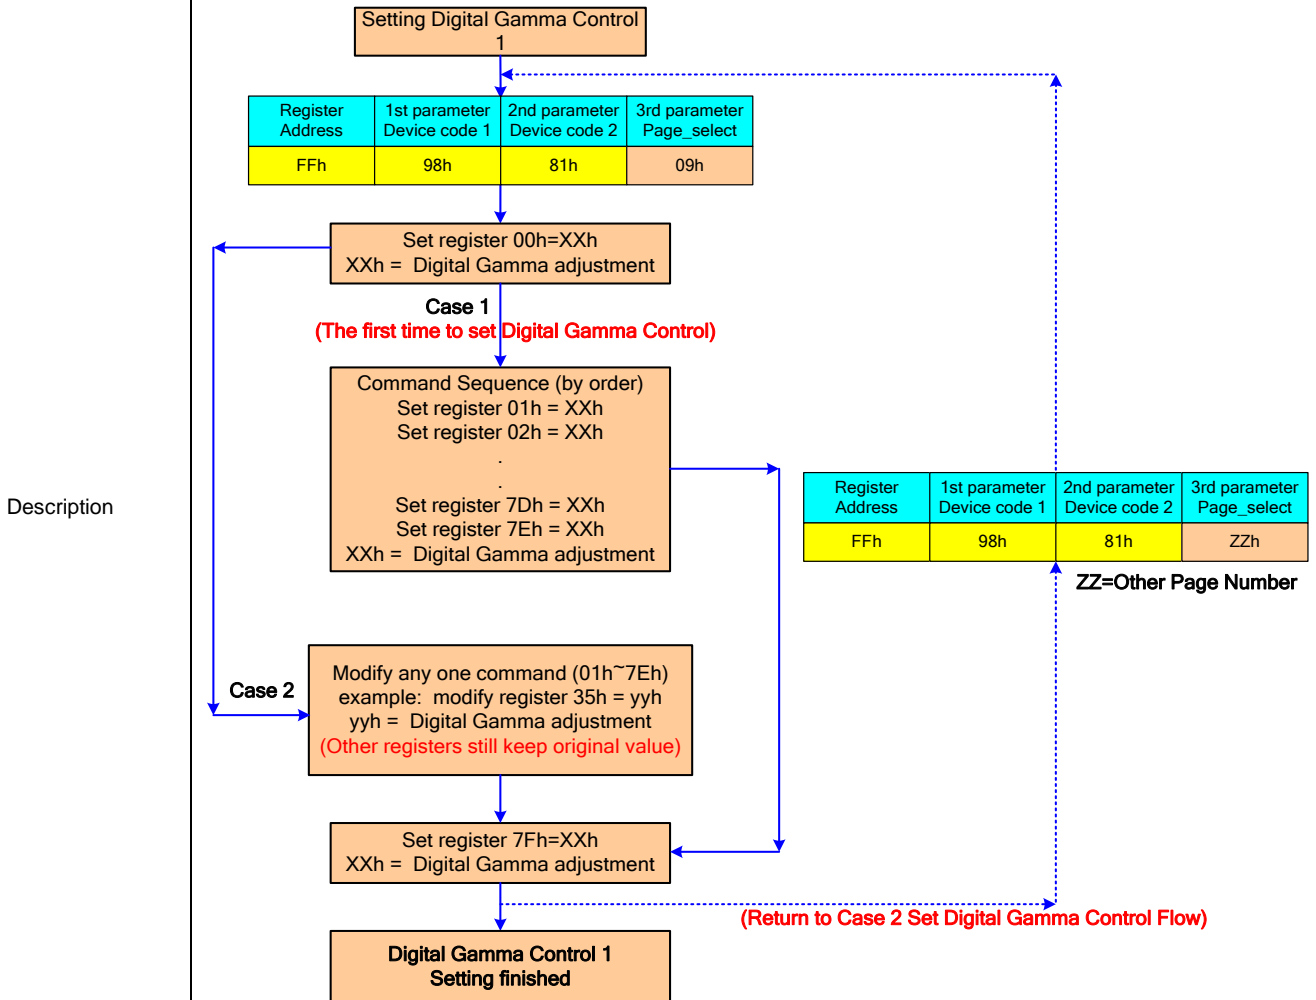 Setting Digital Gamma Control
1
Register Address
1st parameter Device code 1
2nd parameter Device code 2
3rd parameter Page_select
FFh
98h
81h
09h
Set register 00h=XXh
XXh = Digital Gamma adjustment
Case 1
(The first time to set Digital Gamma Control)
Command Sequence (by order)
Set register 01h = XXh
Set register 02h = XXh
.
.
Set register 7Dh = XXh
Set register 7Eh = XXh
XXh = Digital Gamma adjustment
Description
Register Address
1st parameter Device code 1
2nd parameter Device code 2
3rd parameter Page_select
FFh
98h
81h
ZZh
ZZ=Other Page Number
Case 2
Modify any one command (01h~7Eh)
example: modify register 35h = yyh
yyh = Digital Gamma adjustment
(Other registers still keep original value)
Set register 7Fh=XXh
XXh = Digital Gamma adjustment
(Return to Case 2 Set Digital Gamma Control Flow)
Digital Gamma Control 1
Setting finished